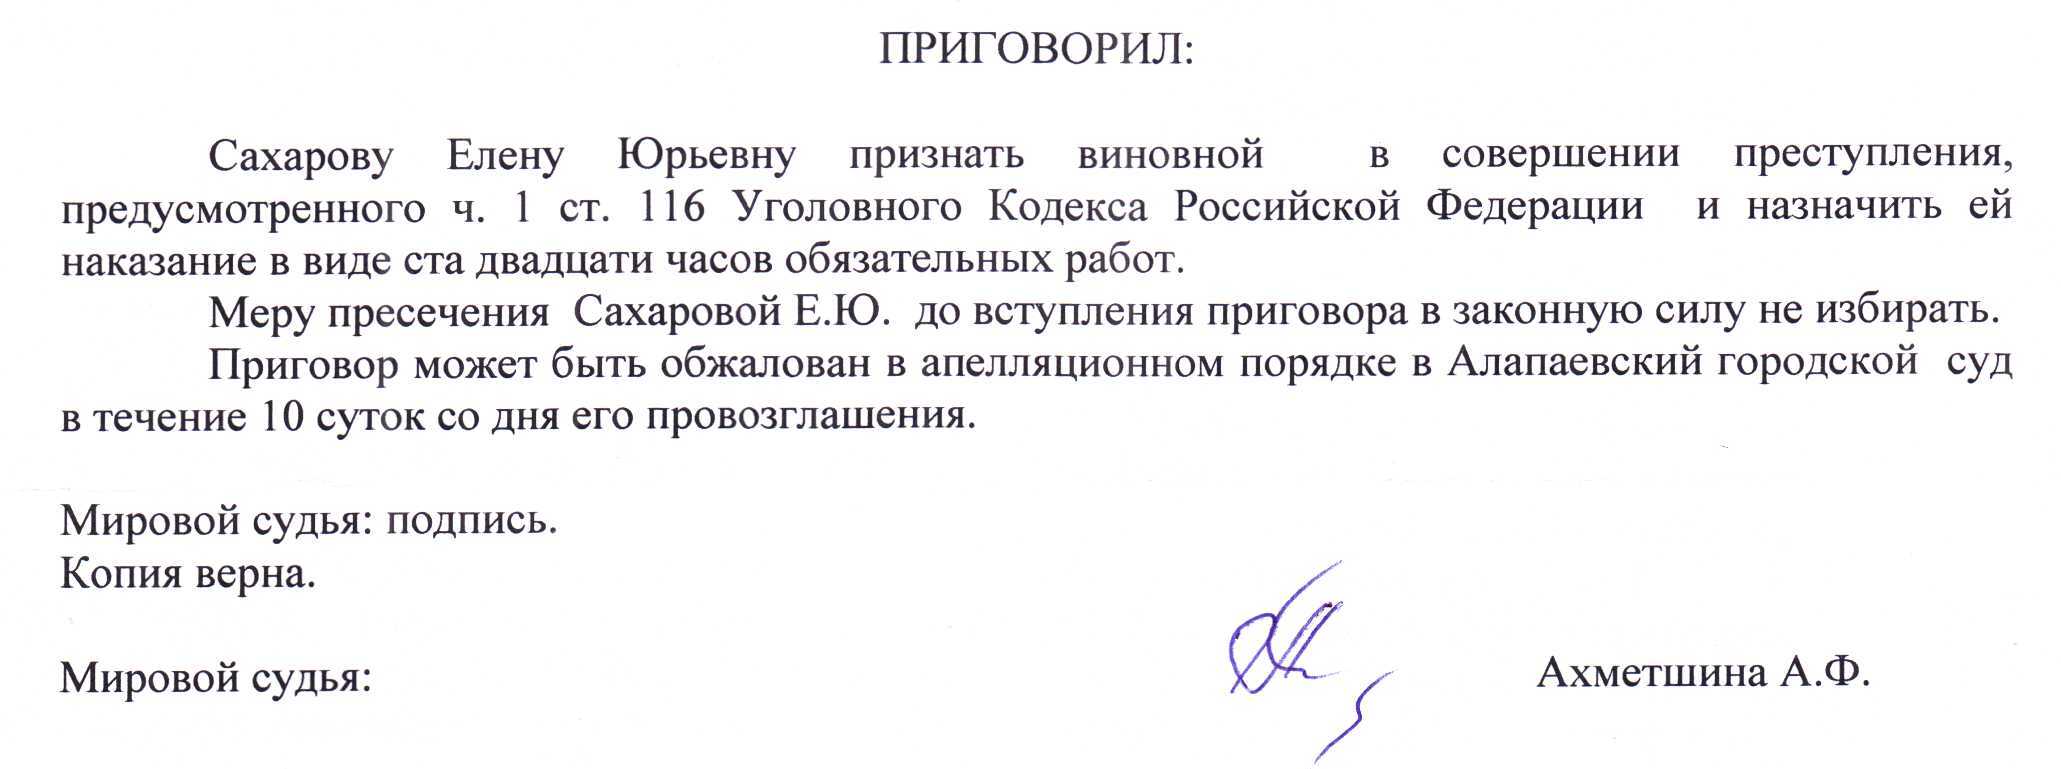 ПРИГОВОРИЛ:
Сахарову Елену Юрьевну признать виновной в совершении преступления,
предусмотренного ч. 1 ст. 116 Уголовного Кодекса Российской Федерации и назначить ей
наказание в виде ста двадцати часов обязательных работ.
Меру пресечения Сахаровой Е.Ю. до вступления приговора в законную силу не избирать.
Приговор может быть обжалован в апелляционном порядке в Алапаевский городской суд
в течение 10 суток со дня его провозглашения.
Мировой судья: подпись.
Копия верна.
Мировой судья: Ахметшина А.Ф.